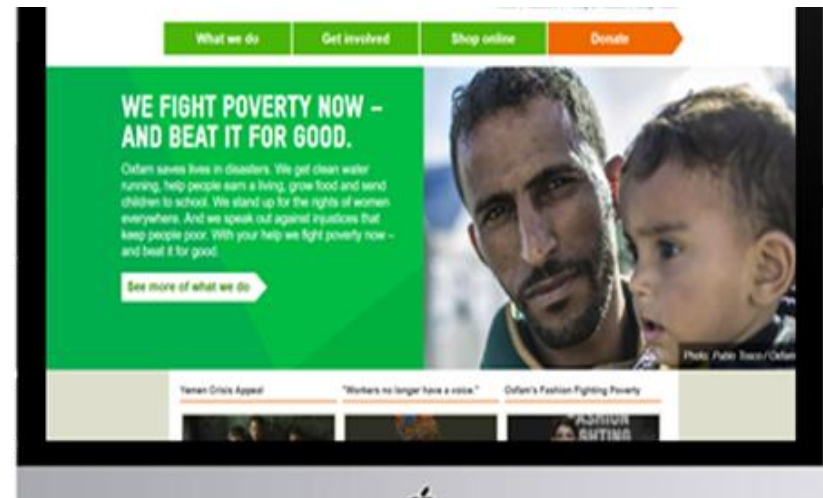 What we do
Get involved
Shop online
Donate
WE FIGHT POVERTY NOW –
AND BEAT IT FOR GOOD.
Oxfam saves lives in disasters. We get clean water
running, help people earn a living, grow food and send
children to school. We stand up for the rights of women
everywhere. And we speak out against injustices that
keep people poor. With your help we fight poverty now –
and beat it for good.
See more of what we do
Photo: Pablo Tosco / Oxfam
Yemen Crisis Appeal
"Workers no longer have a voice."
Oxfam's Fashion Fighting Poverty